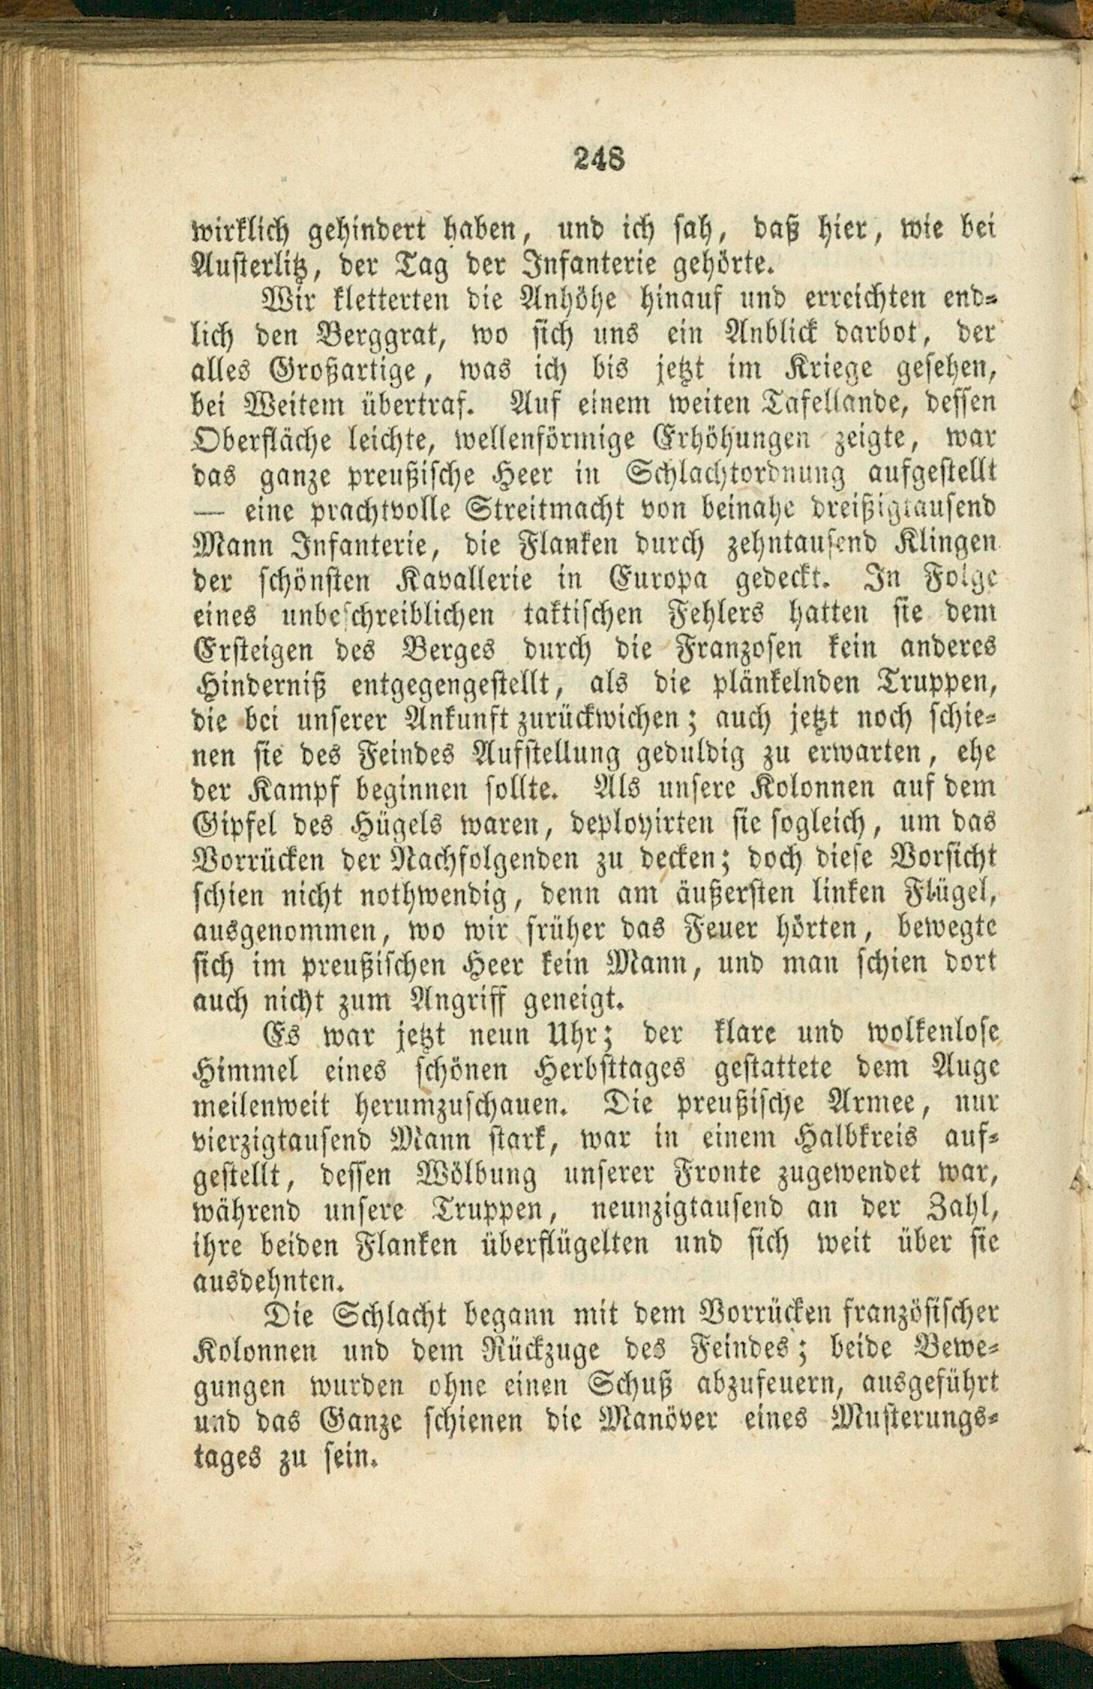 248
wirklich gehindert haben, und ich sah, daß hier, wie bei
Austerlitz, der Tag der Infanterie gehörte.
Wir kletterten die Anhöhe hinauf und erreichten end-
lich den Berggrat, wo sich uns ein Anblick darbot, der
alles Großartige, was ich bis jetzt im Kriege gesehen,
bei Weitem übertraf. Auf einem weiten Tafellande, dessen
Oberfläche leichte, wellenförmige Erhöhungen zeigte, war
das ganze preußische Heer in Schlachtordnung aufgestellt
— eine prachtvolle Streitmacht von beinahe dreißigtausend
Mann Infanterie, die Flanken durch zehntausend Klingen
der schönsten Kavallerie in Europa gedeckt. In Folge
eines unbeschreiblichen taktischen Fehlers hatten sie dem
Ersteigen des Berges durch die Franzosen kein anderes
Hinderniß entgegengestellt, als die plänkelnden Truppen,
die bei unserer Ankunft zurückwichen; auch jetzt noch schie-
nen sie des Feindes Aufstellung geduldig zu erwarten, ehe
der Kampf beginnen sollte. Als unsere Kolonnen auf dem
Gipfel des Hügels waren, deployirten sie sogleich, um das
Vorrücken der Nachfolgenden zu decken; doch diese Vorsicht
schien nicht nothwendig, denn am äußersten linken Flügel,
ausgenommen, wo wir früher das Feuer hörten, bewegte
sich im preußischen Heer kein Mann, und man schien dort
auch nicht zum Angriff geneigt.
Es war jetzt neun Uhr; der klare und wolkenlose
Himmel eines schönen Herbsttages gestattete dem Auge
meilenweit herumzuschauen. Die preußische Armee, nur
vierzigtausend Mann stark, war in einem Halbkreis auf-
gestellt, dessen Wölbung unserer Fronte zugewendet war,
während unsere Truppen, neunzigtausend an der Zahl,
ihre beiden Flanken überflügelten und sich weit über sie
ausdehnten.
Die Schlacht begann mit dem Vorrücken französischer
Kolonnen und dem Rückzuge des Feindes; beide Bewe-
gungen wurden ohne einen Schuß abzufeuern, ausgeführt
und das Ganze schienen die Manöver eines Musterungs-
tages zu sein.